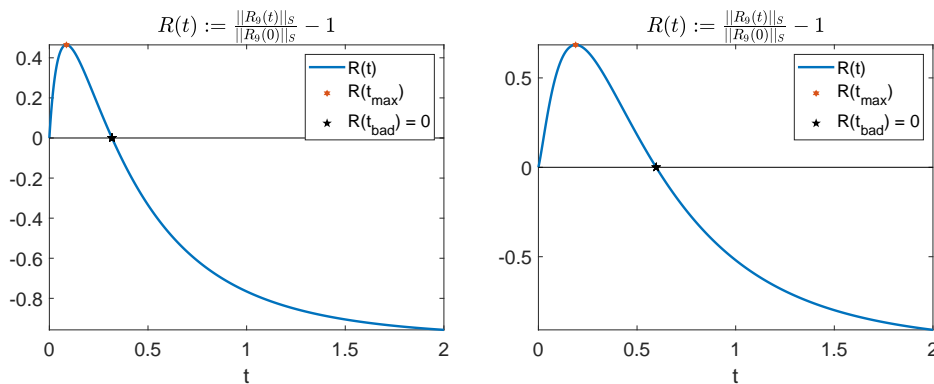 R(t) := ||R₉(t)||_S / ||R₉(0)||_S − 1
0.4
0.2
0
-0.2
-0.4
-0.6
-0.8
0
0.5
1
1.5
2
t
R(t)
R(t_max)
R(t_bad) = 0
R(t) := ||R₉(t)||_S / ||R₉(0)||_S − 1
0.5
0
-0.5
0
0.5
1
1.5
2
t
R(t)
R(t_max)
R(t_bad) = 0